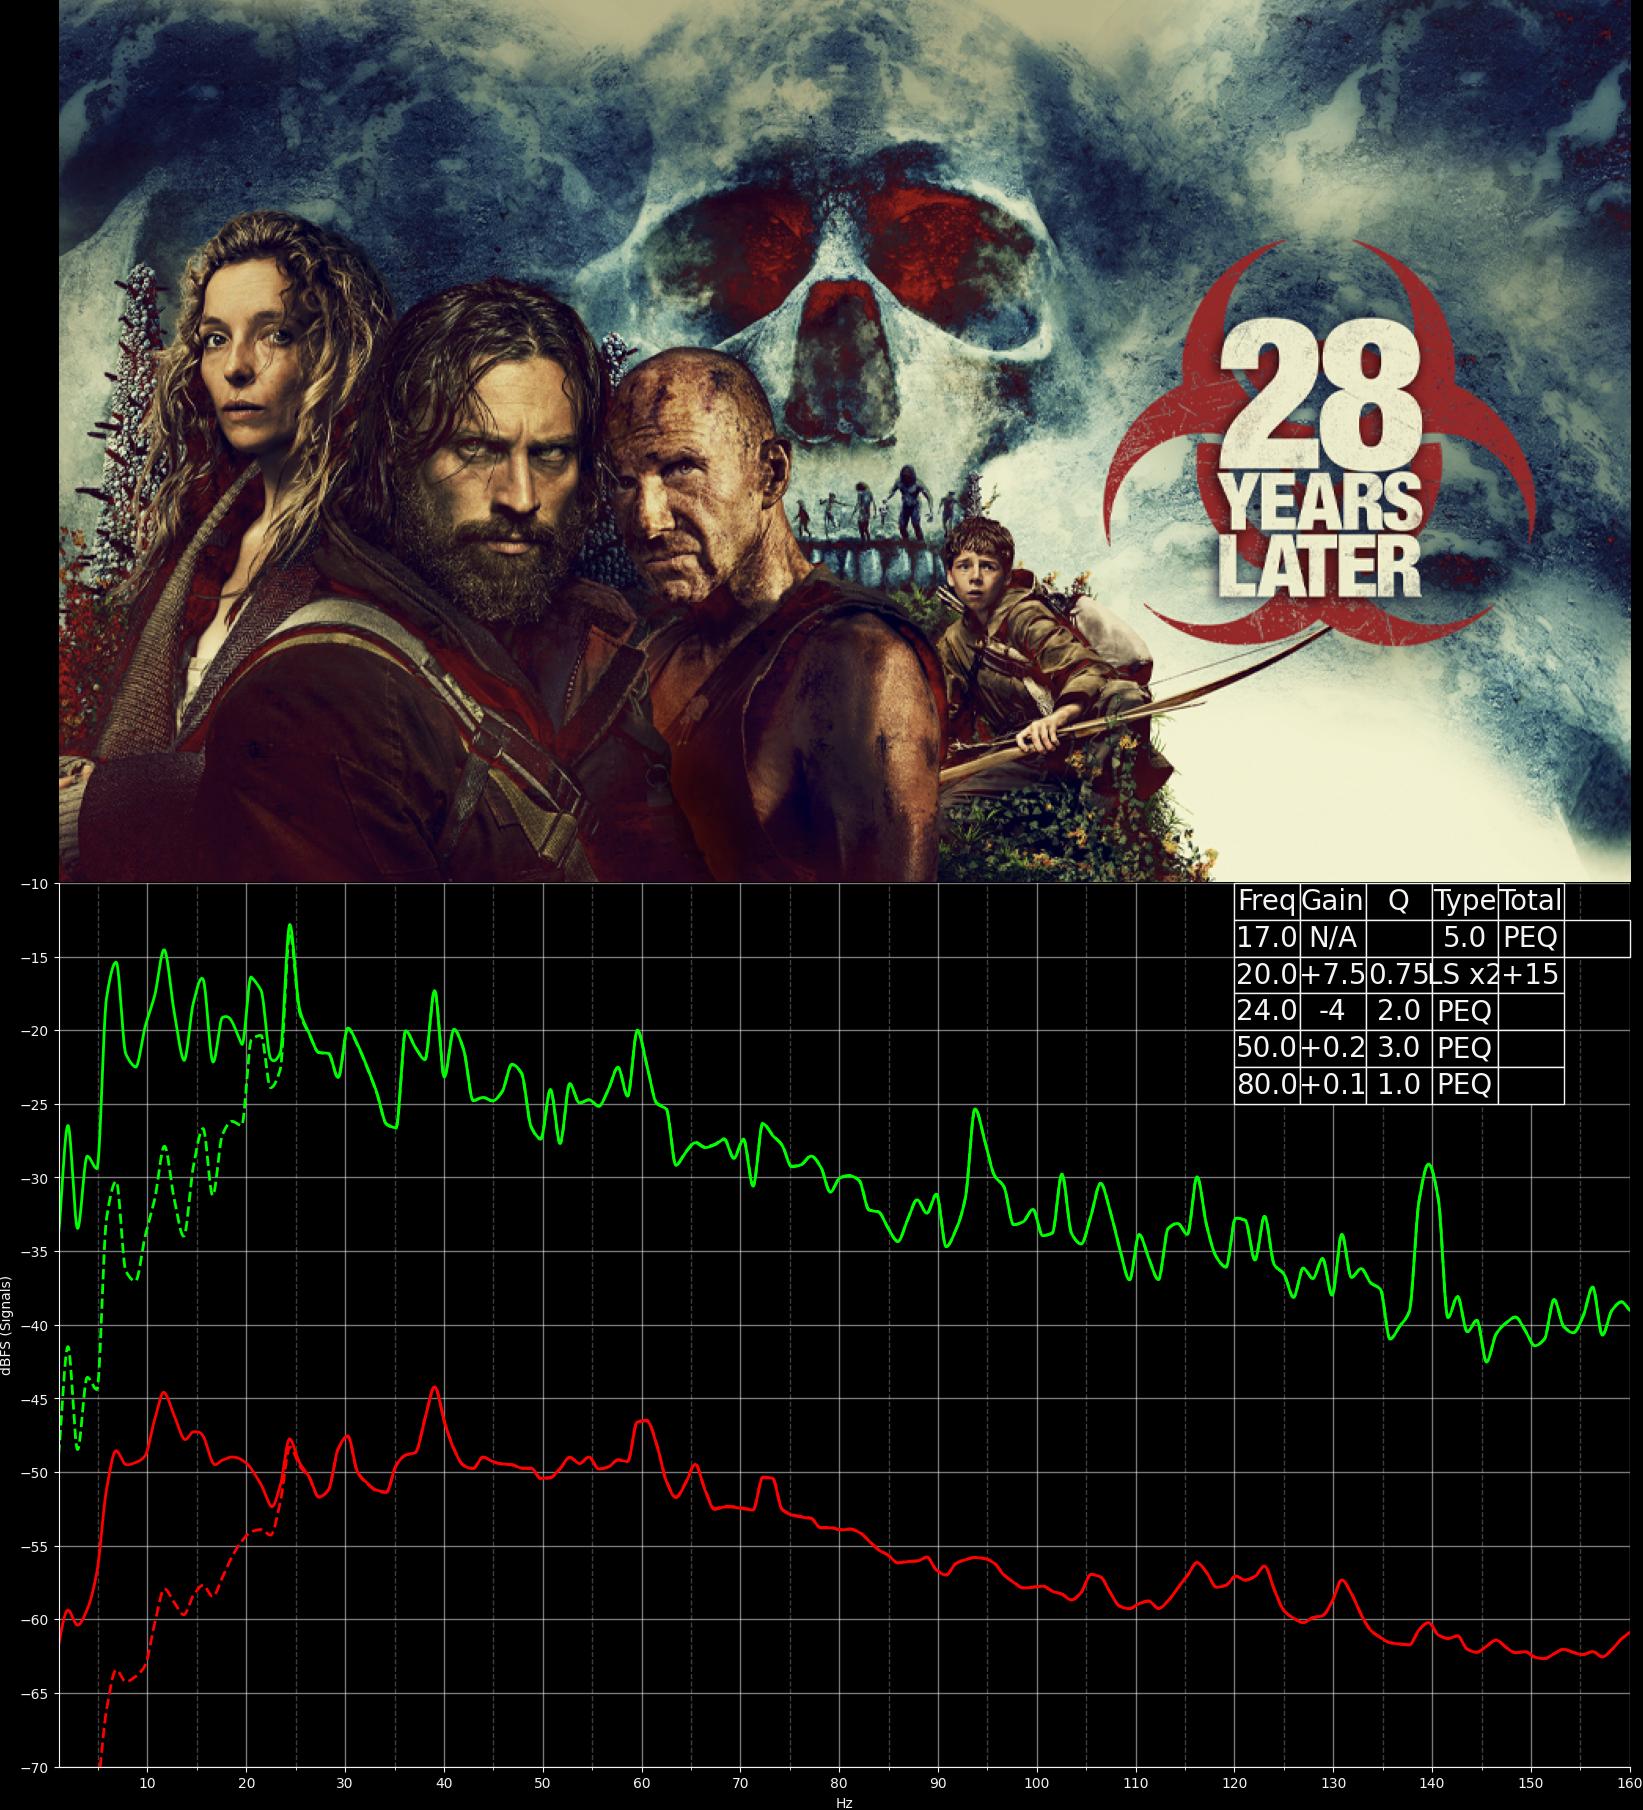 28
YEARS
LATER
Freq Gain Q Type Total
17.0 N/A 5.0 PEQ
20.0 +7.5 0.75 LS x2 +15
24.0 -4 2.0 PEQ
50.0 +0.2 3.0 PEQ
80.0 +0.1 1.0 PEQ
−10
−15
−20
−25
−30
−35
−40
−45
−50
−55
−60
−65
−70
dBFS (Signals)
10 20 30 40 50 60 70 80 90 100 110 120 130 140 150 160
Hz